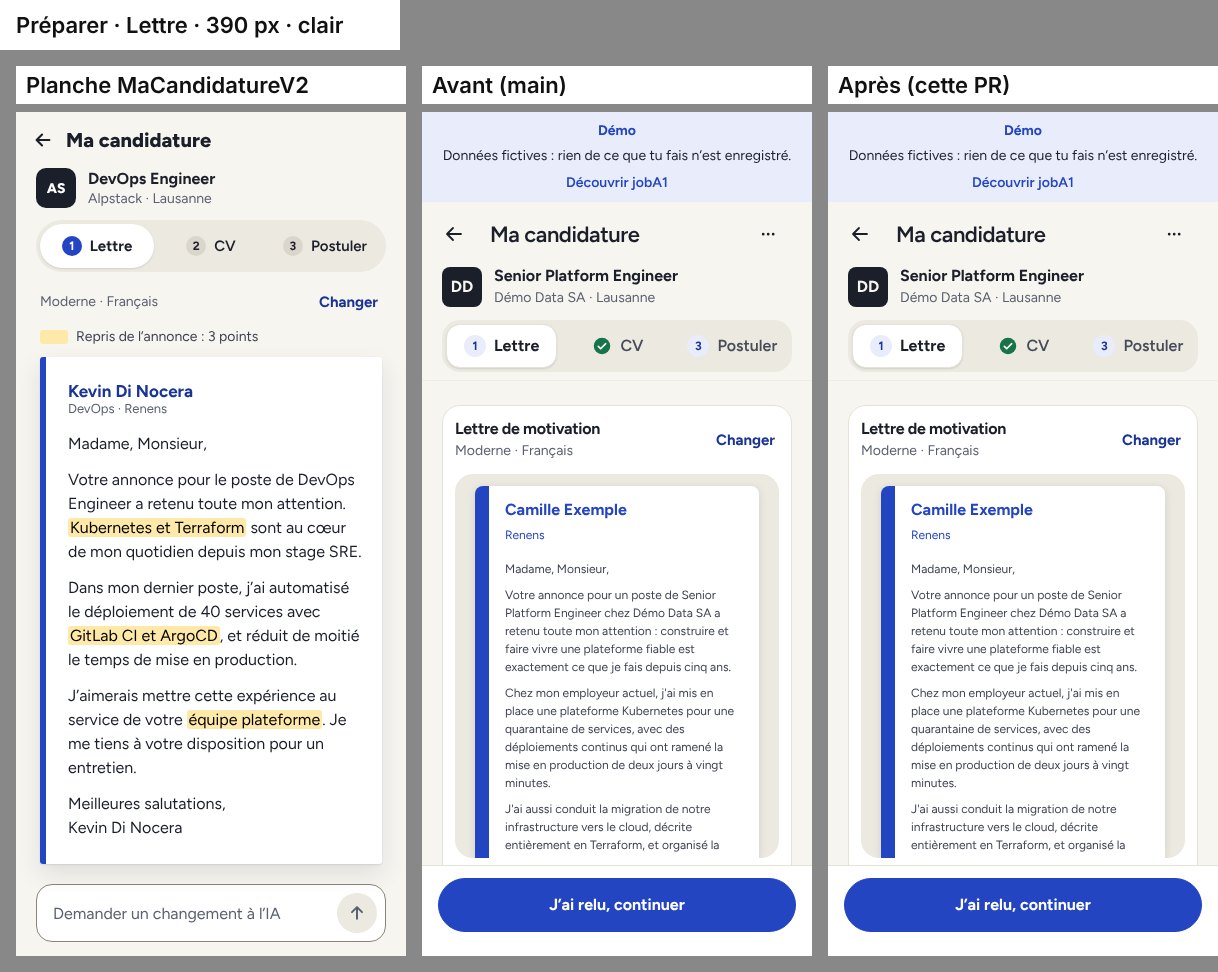 Préparer · Lettre · 390 px · clair
Planche MaCandidatureV2
Ma candidature
AS
DevOps Engineer
Alpstack · Lausanne
1 Lettre
2 CV
3 Postuler
Moderne · Français
Changer
Repris de l’annonce : 3 points
Kevin Di Nocera
DevOps · Renens
Madame, Monsieur,
Votre annonce pour le poste de DevOps
Engineer a retenu toute mon attention.
Kubernetes et Terraform sont au cœur
de mon quotidien depuis mon stage SRE.
Dans mon dernier poste, j’ai automatisé
le déploiement de 40 services avec
GitLab CI et ArgoCD, et réduit de moitié
le temps de mise en production.
J’aimerais mettre cette expérience au
service de votre équipe plateforme. Je
me tiens à votre disposition pour un
entretien.
Meilleures salutations,
Kevin Di Nocera
Demander un changement à l’IA
Avant (main)
Démo
Données fictives : rien de ce que tu fais n’est enregistré.
Découvrir jobA1
Ma candidature
DD
Senior Platform Engineer
Démo Data SA · Lausanne
1 Lettre
CV
3 Postuler
Lettre de motivation
Moderne · Français
Changer
Camille Exemple
Renens
Madame, Monsieur,
Votre annonce pour un poste de Senior
Platform Engineer chez Démo Data SA a
retenu toute mon attention : construire et
faire vivre une plateforme fiable est
exactement ce que je fais depuis cinq ans.
Chez mon employeur actuel, j'ai mis en
place une plateforme Kubernetes pour une
quarantaine de services, avec des
déploiements continus qui ont ramené la
mise en production de deux jours à vingt
minutes.
J'ai aussi conduit la migration de notre
infrastructure vers le cloud, décrite
entièrement en Terraform, et organisé la
J’ai relu, continuer
Après (cette PR)
Démo
Données fictives : rien de ce que tu fais n’est enregistré.
Découvrir jobA1
Ma candidature
DD
Senior Platform Engineer
Démo Data SA · Lausanne
1 Lettre
CV
3 Postuler
Lettre de motivation
Moderne · Français
Changer
Camille Exemple
Renens
Madame, Monsieur,
Votre annonce pour un poste de Senior
Platform Engineer chez Démo Data SA a
retenu toute mon attention : construire et
faire vivre une plateforme fiable est
exactement ce que je fais depuis cinq ans.
Chez mon employeur actuel, j'ai mis en
place une plateforme Kubernetes pour une
quarantaine de services, avec des
déploiements continus qui ont ramené la
mise en production de deux jours à vingt
minutes.
J'ai aussi conduit la migration de notre
infrastructure vers le cloud, décrite
entièrement en Terraform, et organisé la
J’ai relu, continuer